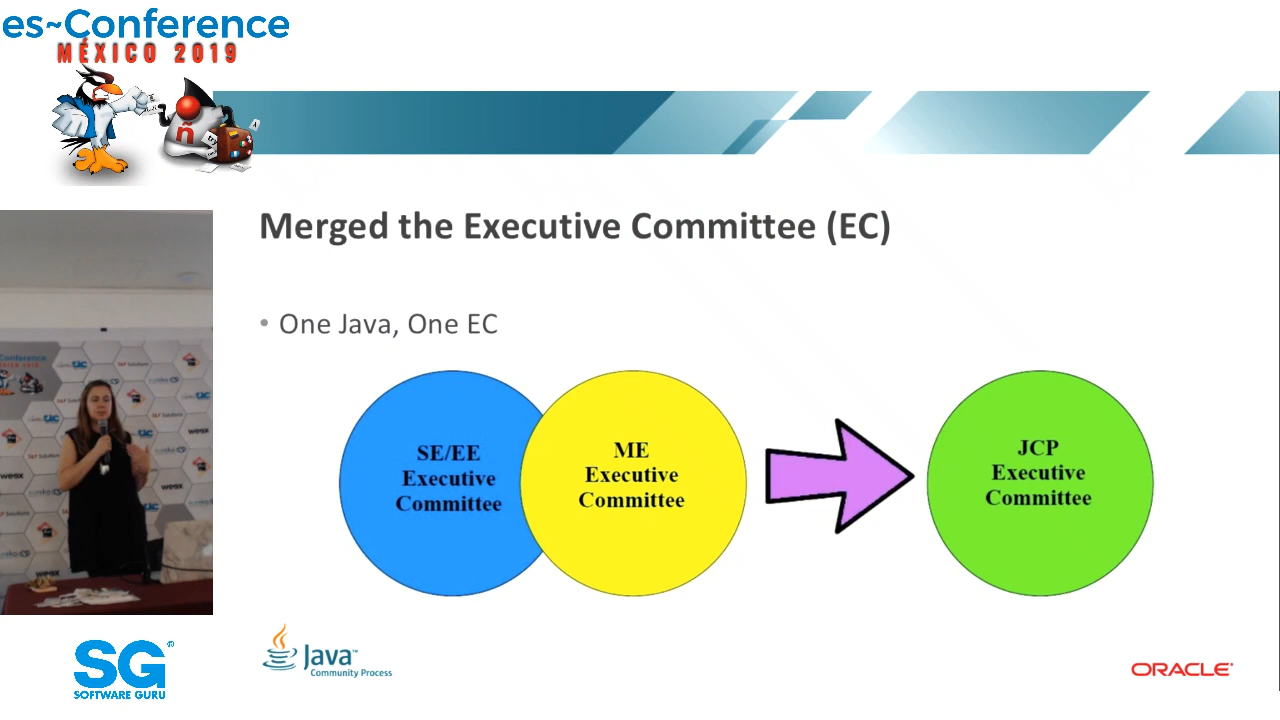 es~Conference
MÉXICO 2019
ñ
Merged the Executive Committee (EC)
• One Java, One EC
SE/EE
Executive
Committee
ME
Executive
Committee
JCP
Executive
Committee
SG®
SOFTWARE GURU
Java™
Community Process
ORACLE®